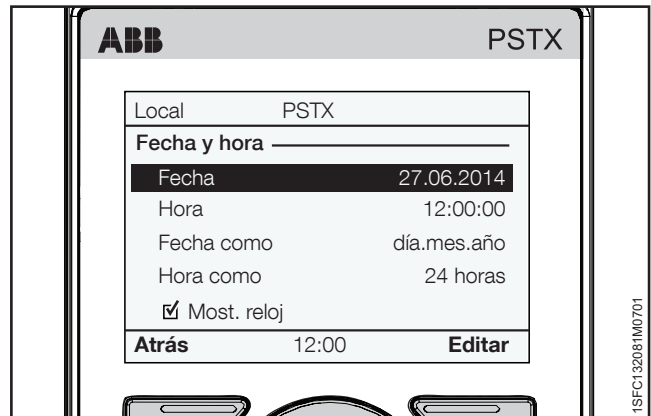 ABB PSTX
Local PSTX
Fecha y hora
Fecha 27.06.2014
Hora 12:00:00
Fecha como día.mes.año
Hora como 24 horas
Most. reloj
Atrás 12:00 Editar
1SFC132081M0701